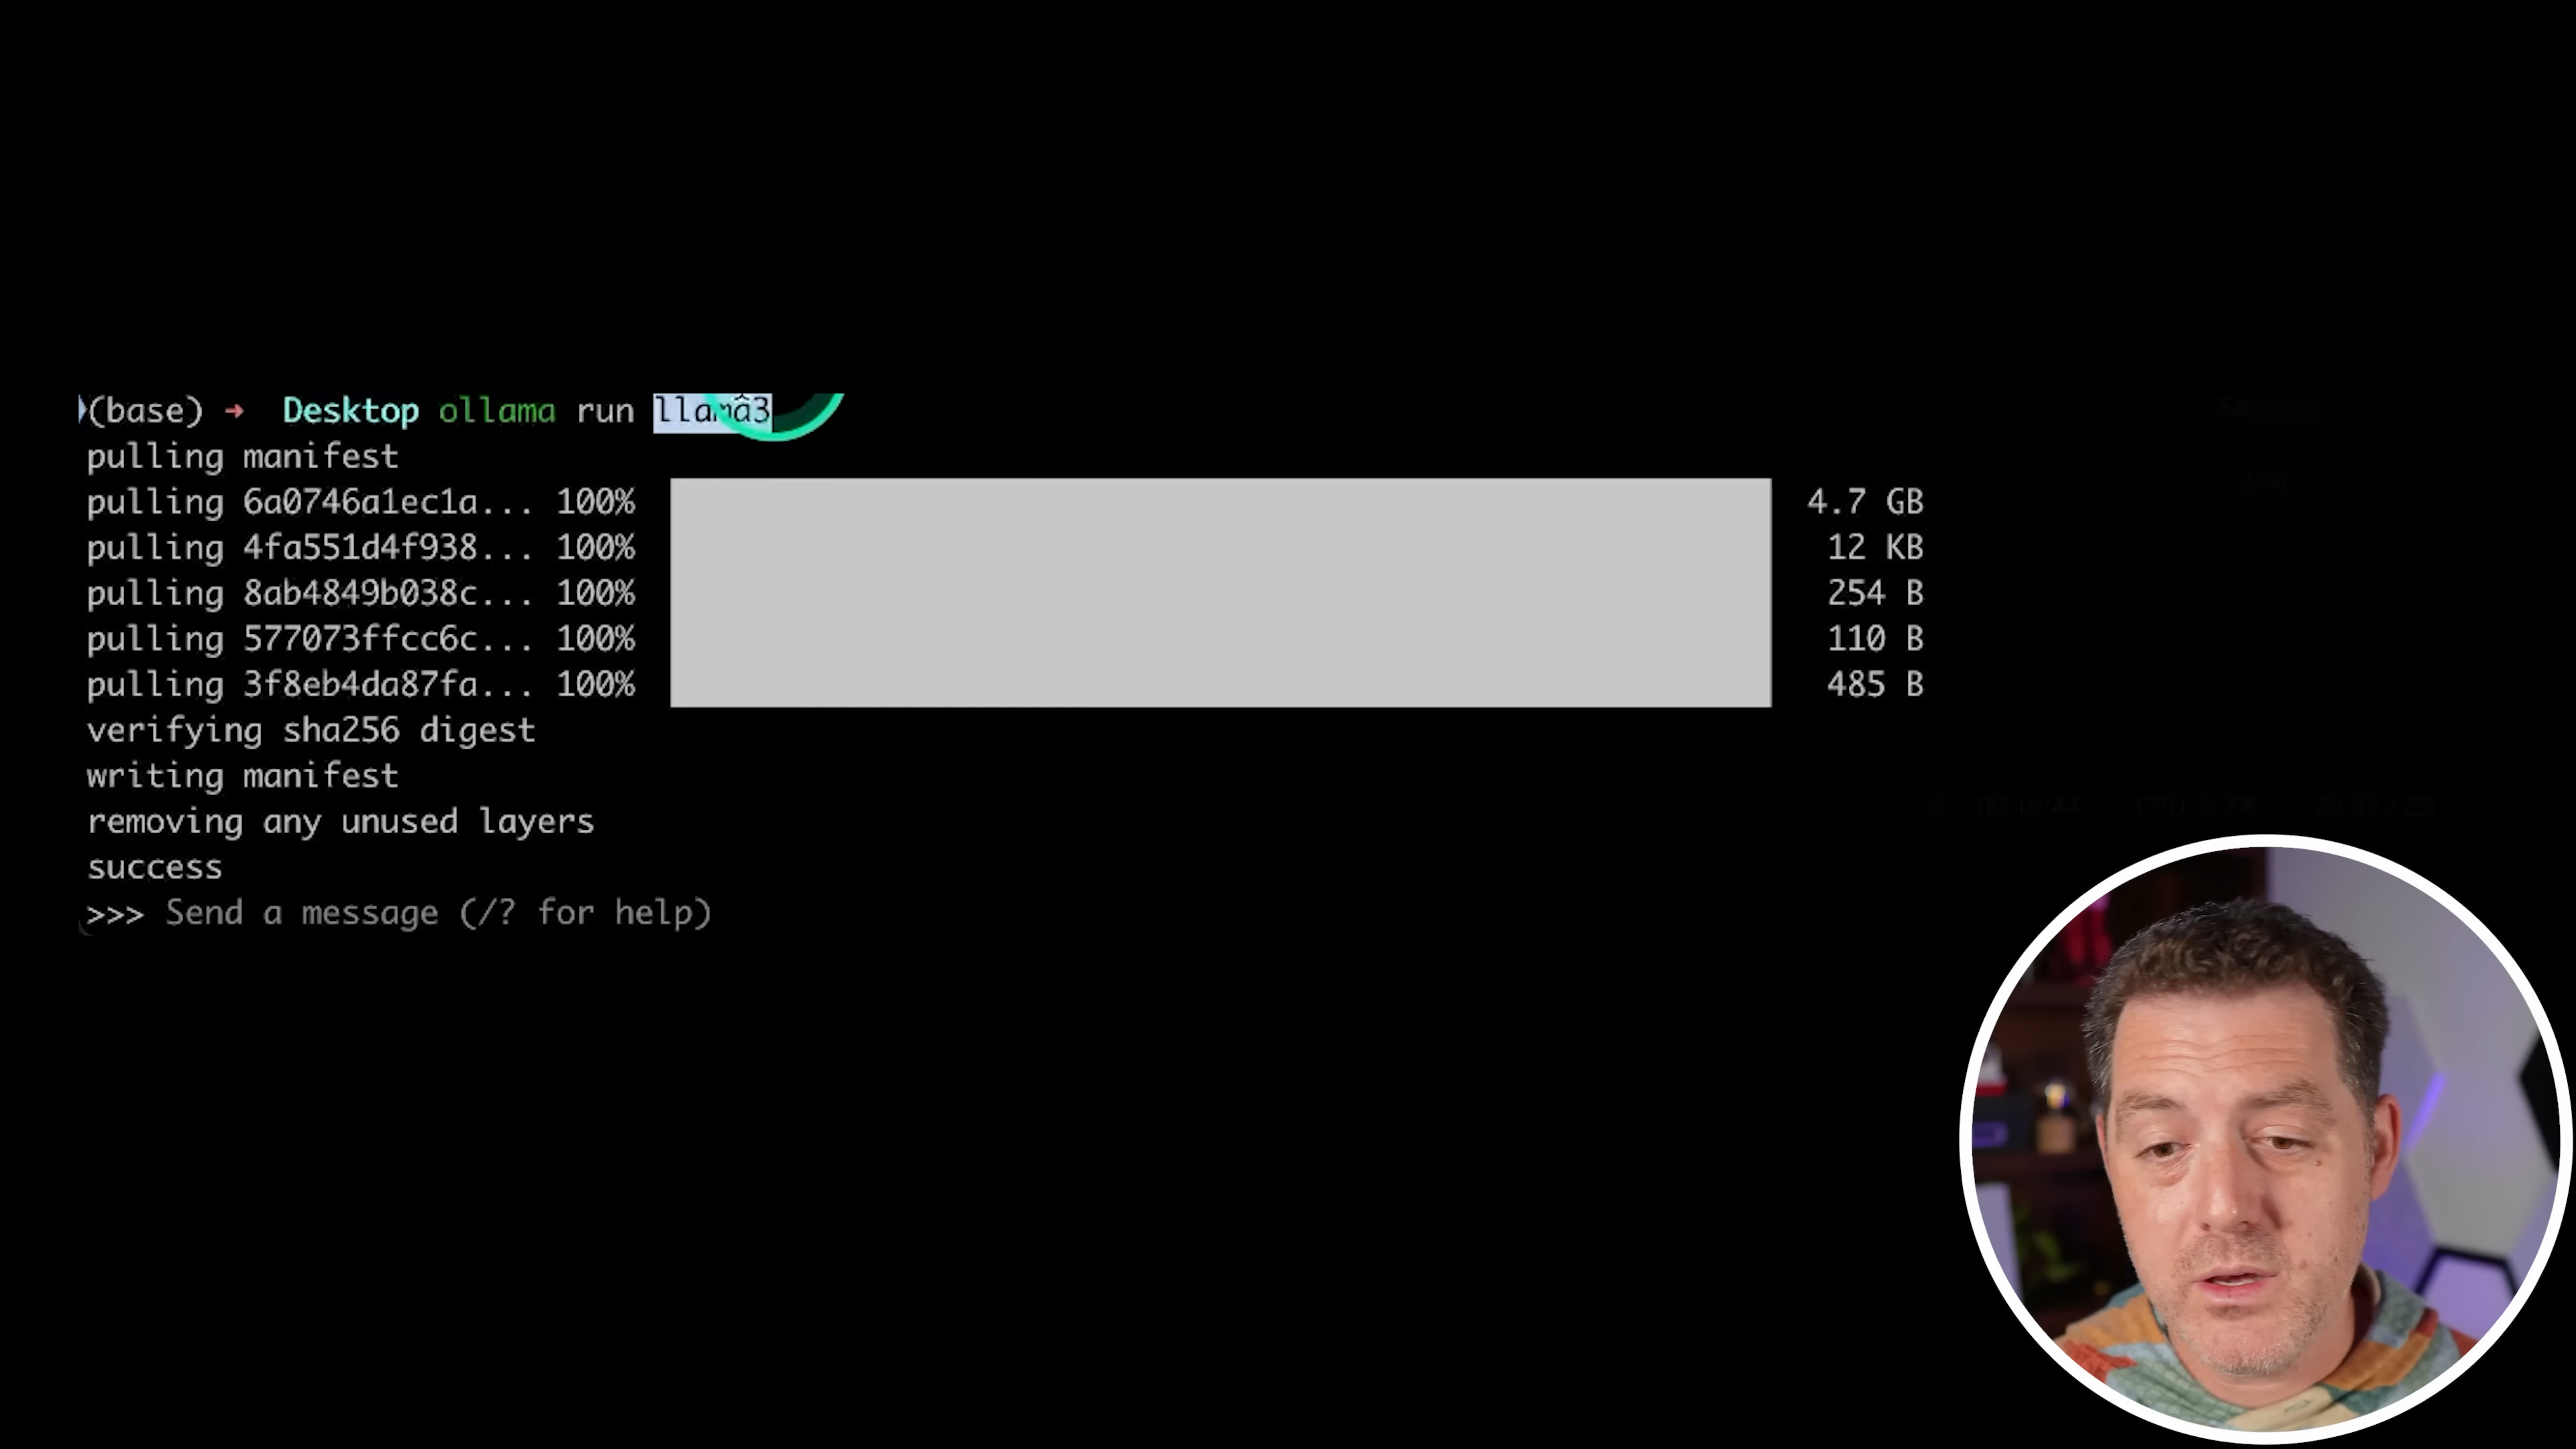 (base) → Desktop ollama run llama3
pulling manifest
pulling 6a0746a1ec1a... 100% 4.7 GB
pulling 4fa551d4f938... 100% 12 KB
pulling 8ab4849b038c... 100% 254 B
pulling 577073ffcc6c... 100% 110 B
pulling 3f8eb4da87fa... 100% 485 B
verifying sha256 digest
writing manifest
removing any unused layers
success
>>> Send a message (/? for help)